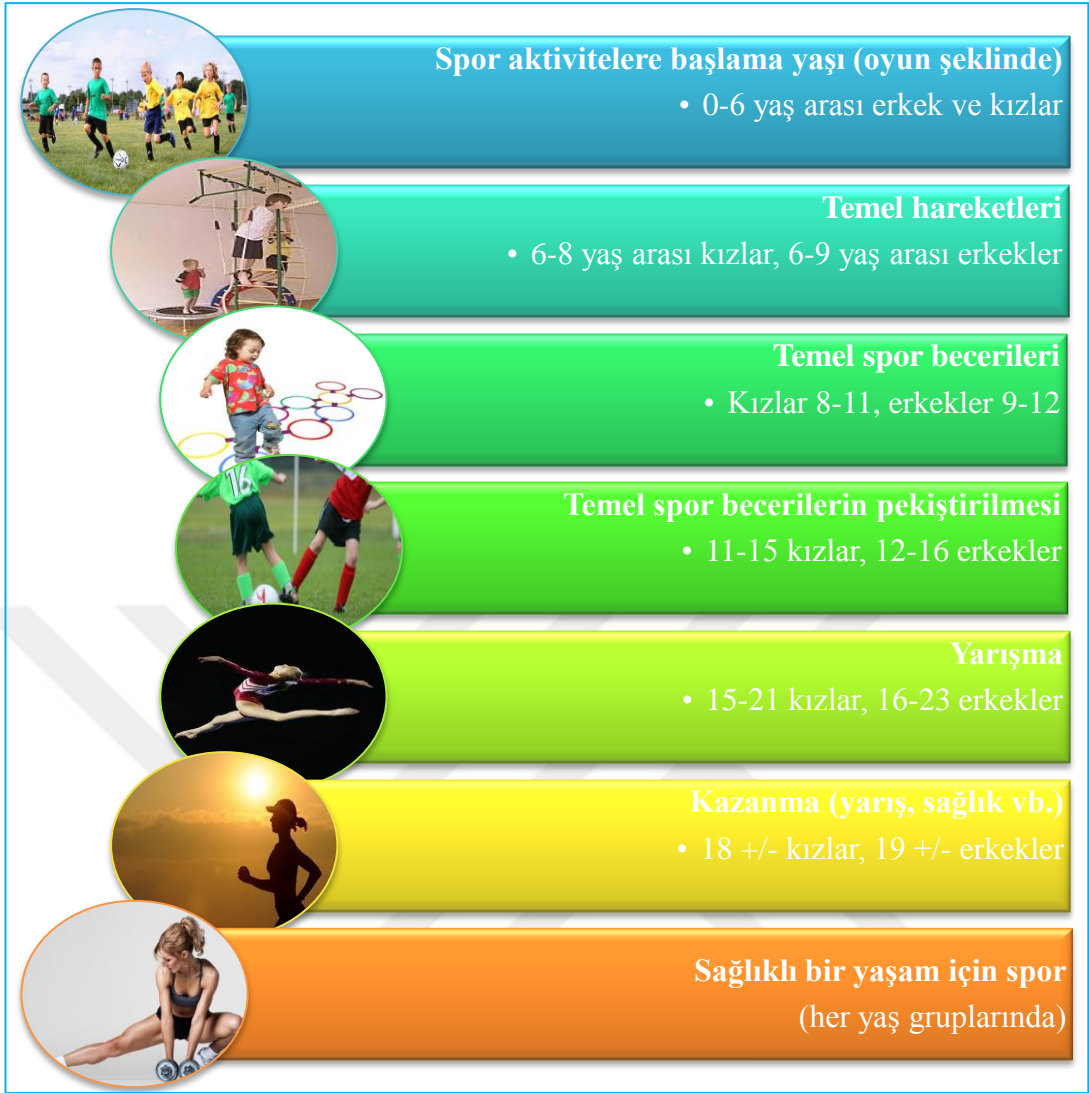 Spor aktivitelere başlama yaşı (oyun şeklinde)
• 0-6 yaş arası erkek ve kızlar
Temel hareketleri
• 6-8 yaş arası kızlar, 6-9 yaş arası erkekler
Temel spor becerileri
• Kızlar 8-11, erkekler 9-12
16
Temel spor becerilerin pekiştirilmesi
• 11-15 kızlar, 12-16 erkekler
Yarışma
• 15-21 kızlar, 16-23 erkekler
Kazanma (yarış, sağlık vb.)
• 18 +/- kızlar, 19 +/- erkekler
Sağlıklı bir yaşam için spor
(her yaş gruplarında)